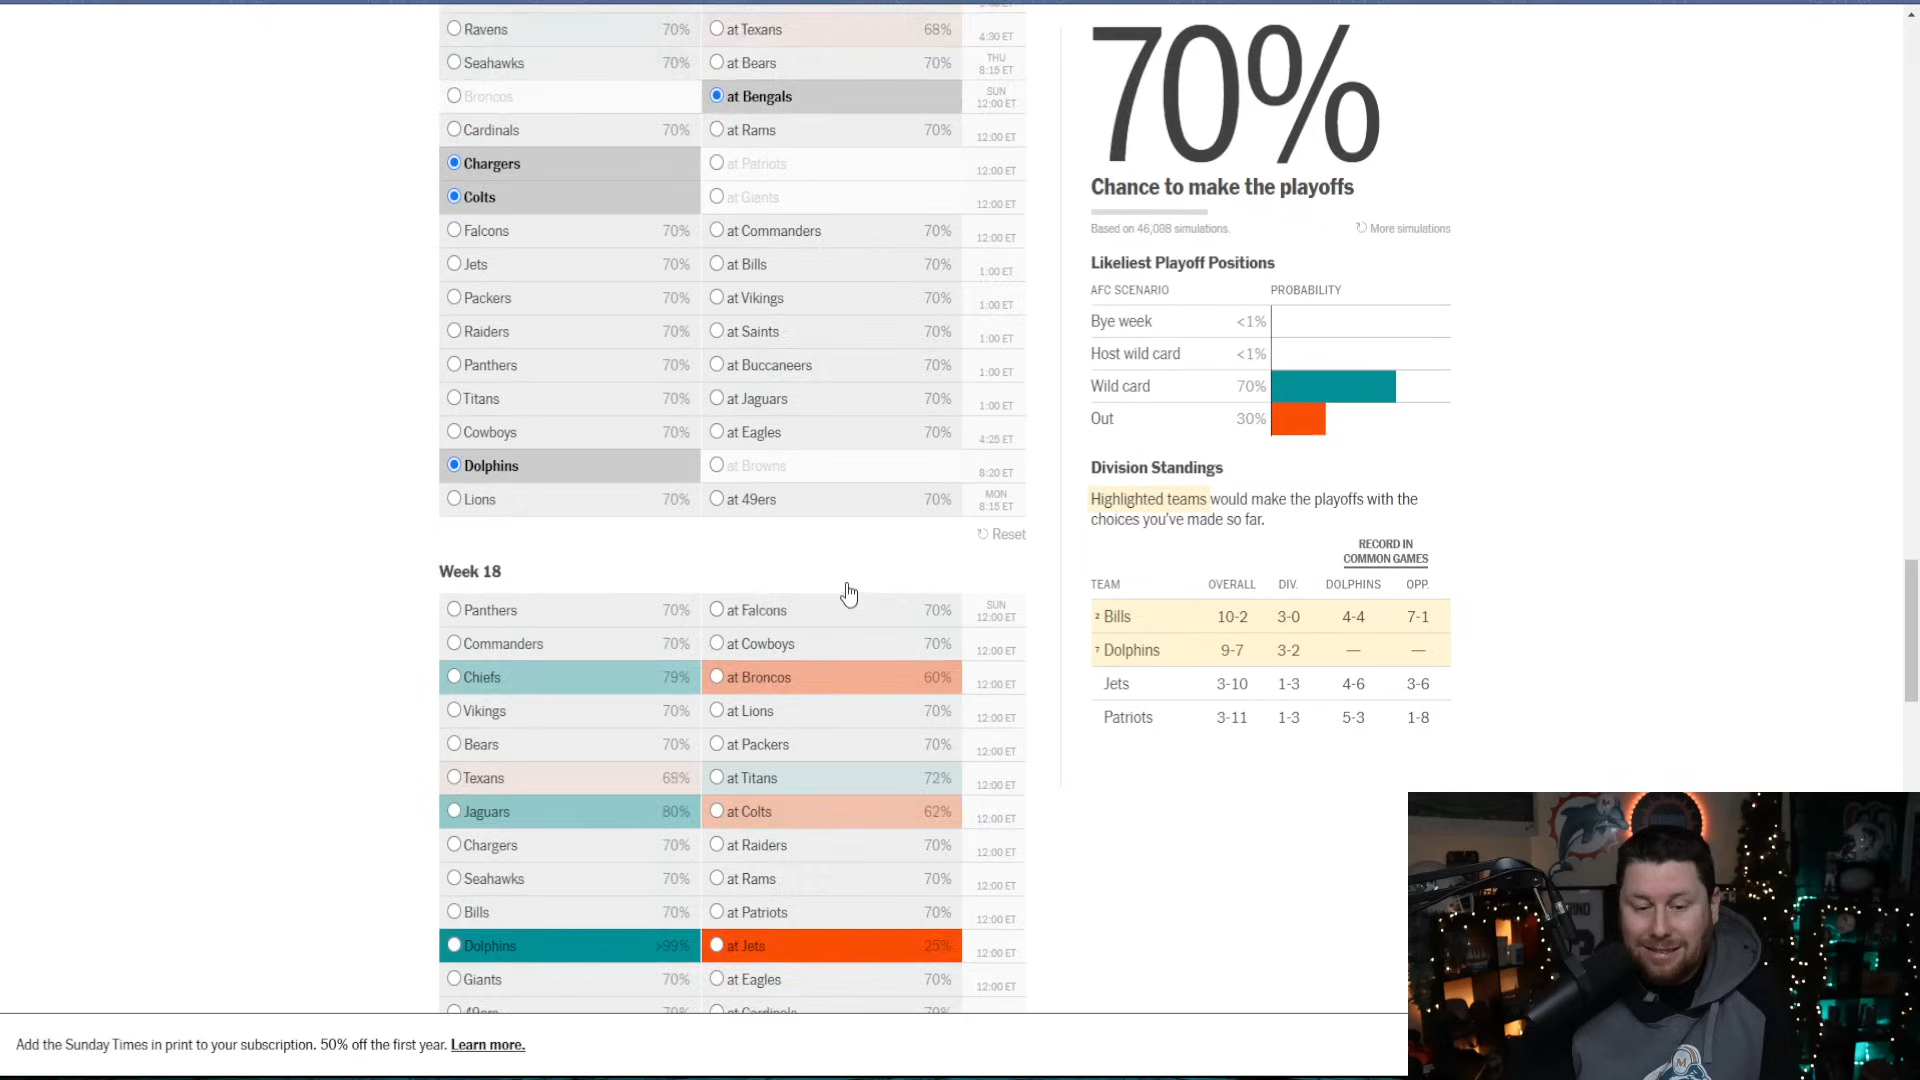 Ravens 70% at Texans 68% 4:30 ET
Seahawks 70% at Bears 70% THU 8:15 ET
Broncos at Bengals SUN 12:00 ET
Cardinals 70% at Rams 70% 12:00 ET
Chargers at Patriots 12:00 ET
Colts at Giants 12:00 ET
Falcons 70% at Commanders 70% 12:00 ET
Jets 70% at Bills 70% 1:00 ET
Packers 70% at Vikings 70% 1:00 ET
Raiders 70% at Saints 70% 1:00 ET
Panthers 70% at Buccaneers 70% 1:00 ET
Titans 70% at Jaguars 70% 1:00 ET
Cowboys 70% at Eagles 70% 4:25 ET
Dolphins at Browns 8:20 ET
Lions 70% at 49ers 70% MON 8:15 ET
Reset
Week 18
Panthers 70% at Falcons 70% SUN 12:00 ET
Commanders 70% at Cowboys 70% 12:00 ET
Chiefs 79% at Broncos 60% 12:00 ET
Vikings 70% at Lions 70% 12:00 ET
Bears 70% at Packers 70% 12:00 ET
Texans 68% at Titans 72% 12:00 ET
Jaguars 80% at Colts 62% 12:00 ET
Chargers 70% at Raiders 70% 12:00 ET
Seahawks 70% at Rams 70% 12:00 ET
Bills 70% at Patriots 70% 12:00 ET
Dolphins >99% at Jets 25% 12:00 ET
Giants 70% at Eagles 70% 12:00 ET
49ers 70% at Cardinals 70%
70%
Chance to make the playoffs
Based on 46,088 simulations. More simulations
Likeliest Playoff Positions
AFC SCENARIO PROBABILITY
Bye week <1%
Host wild card <1%
Wild card 70%
Out 30%
Division Standings
Highlighted teams would make the playoffs with the
choices you've made so far.
RECORD IN
COMMON GAMES
TEAM OVERALL DIV. DOLPHINS OPP.
2 Bills 10-2 3-0 4-4 7-1
7 Dolphins 9-7 3-2 — —
Jets 3-10 1-3 4-6 3-6
Patriots 3-11 1-3 5-3 1-8
Add the Sunday Times in print to your subscription. 50% off the first year. Learn more.